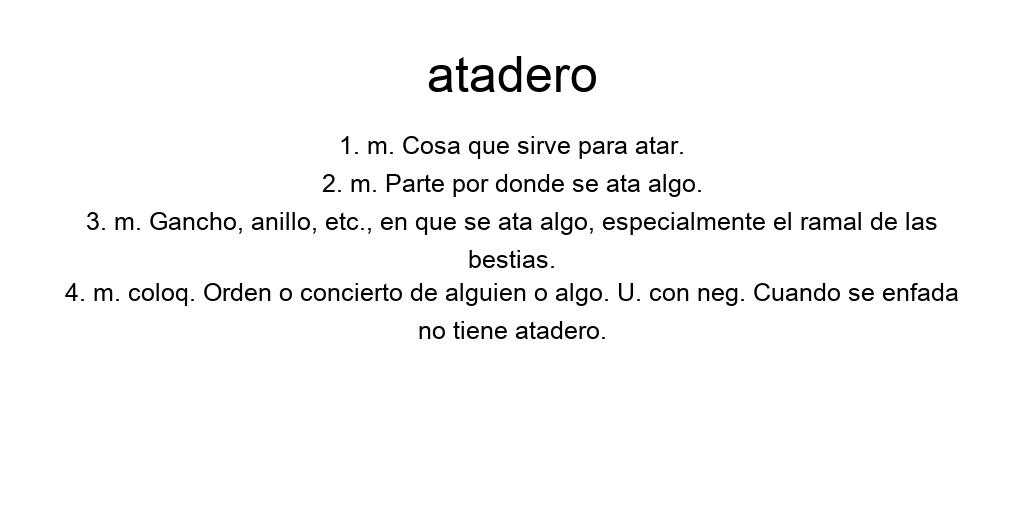 atadero
1. m. Cosa que sirve para atar.
2. m. Parte por donde se ata algo.
3. m. Gancho, anillo, etc., en que se ata algo, especialmente el ramal de las
bestias.
4. m. coloq. Orden o concierto de alguien o algo. U. con neg. Cuando se enfada
no tiene atadero.